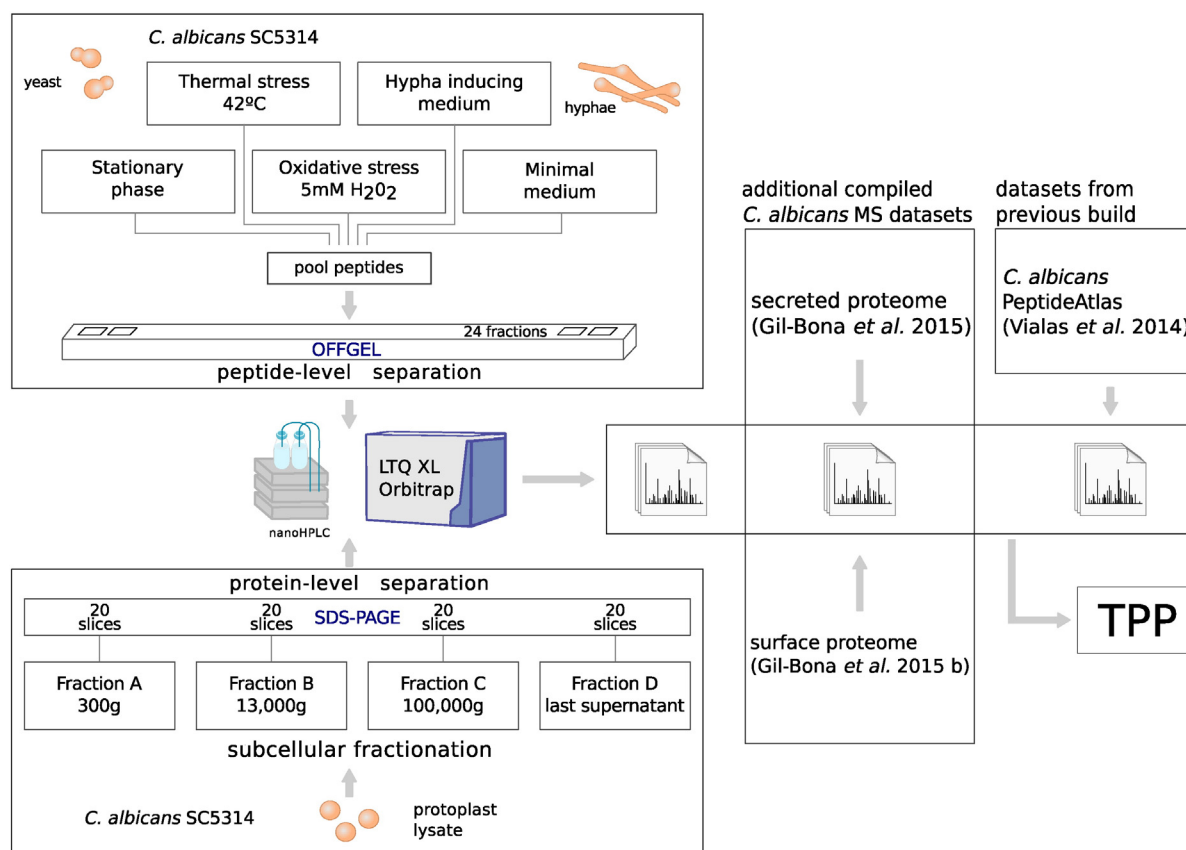 C. albicans SC5314
yeast
Thermal stress
42ºC
Hypha inducing
medium
hyphae
Stationary
phase
Oxidative stress
5mM H2O2
Minimal
medium
pool peptides
24 fractions
OFFGEL
peptide-level separation
nanoHPLC
LTQ XL
Orbitrap
protein-level separation
20
slices
20
slices
SDS-PAGE
20
slices
20
slices
Fraction A
300g
Fraction B
13,000g
Fraction C
100,000g
Fraction D
last supernatant
subcellular fractionation
C. albicans SC5314
protoplast
lysate
additional compiled
C. albicans MS datasets
secreted proteome
(Gil-Bona et al. 2015)
surface proteome
(Gil-Bona et al. 2015 b)
datasets from
previous build
C. albicans
PeptideAtlas
(Vialas et al. 2014)
TPP